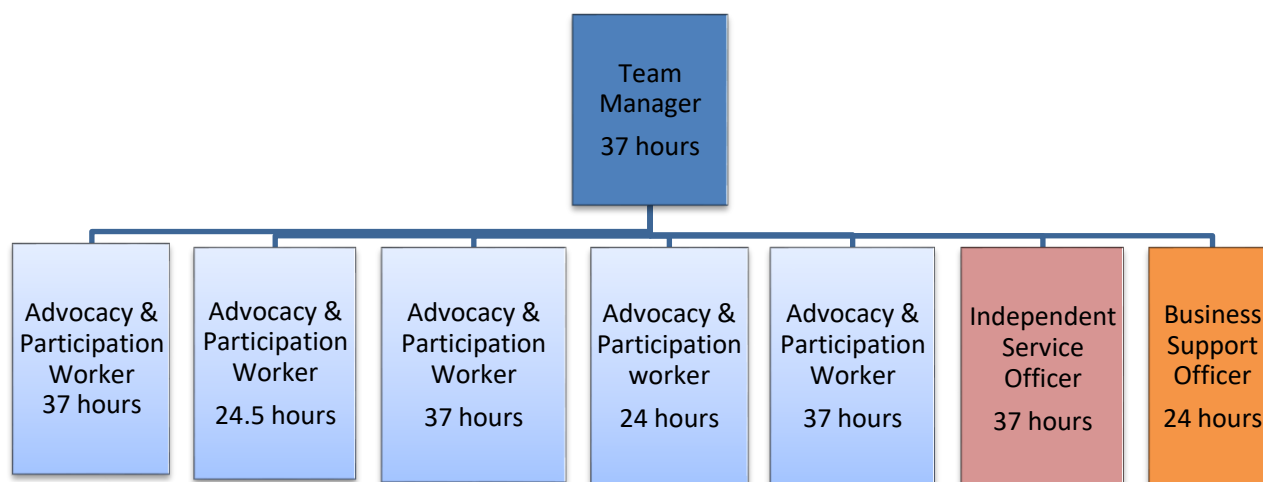 Team
Manager
37 hours
Advocacy &
Participation
Worker
37 hours
Advocacy &
Participation
Worker
24.5 hours
Advocacy &
Participation
Worker
37 hours
Advocacy &
Participation
worker
24 hours
Advocacy &
Participation
Worker
37 hours
Independent
Service
Officer
37 hours
Business
Support
Officer
24 hours